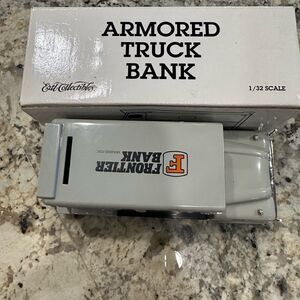 ARMORED
TRUCK
BANK
Ertl Collectibles
1/32 SCALE
F
FRONTIER
BANK